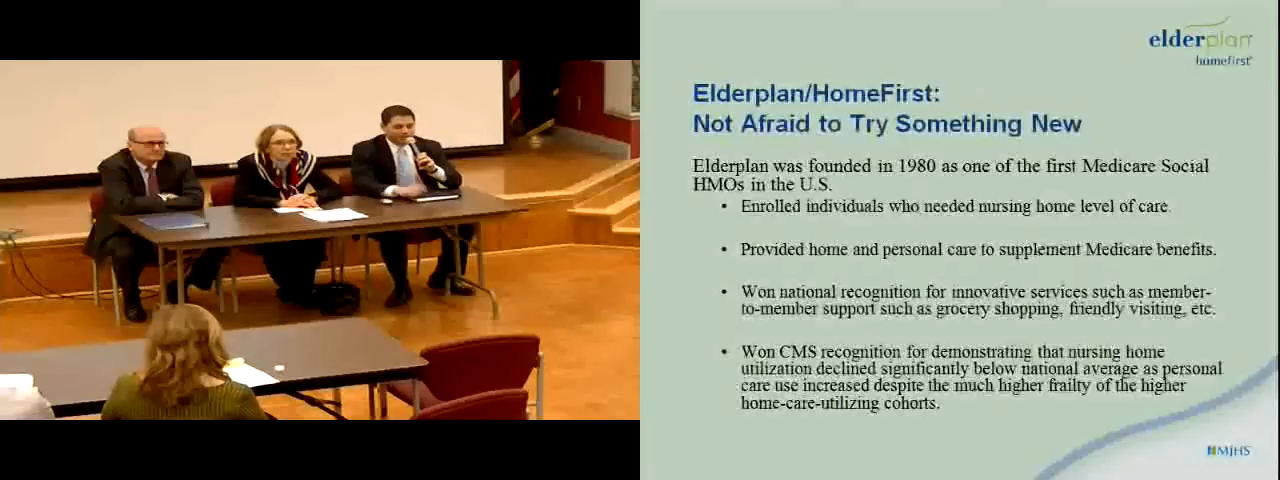 elderplan
homefirst
Elderplan/HomeFirst:
Not Afraid to Try Something New
Elderplan was founded in 1980 as one of the first Medicare Social
HMOs in the U.S.
• Enrolled individuals who needed nursing home level of care.
• Provided home and personal care to supplement Medicare benefits.
• Won national recognition for innovative services such as member-
to-member support such as grocery shopping, friendly visiting, etc.
• Won CMS recognition for demonstrating that nursing home
utilization declined significantly below national average as personal
care use increased despite the much higher frailty of the higher
home-care-utilizing cohorts.
MJHS